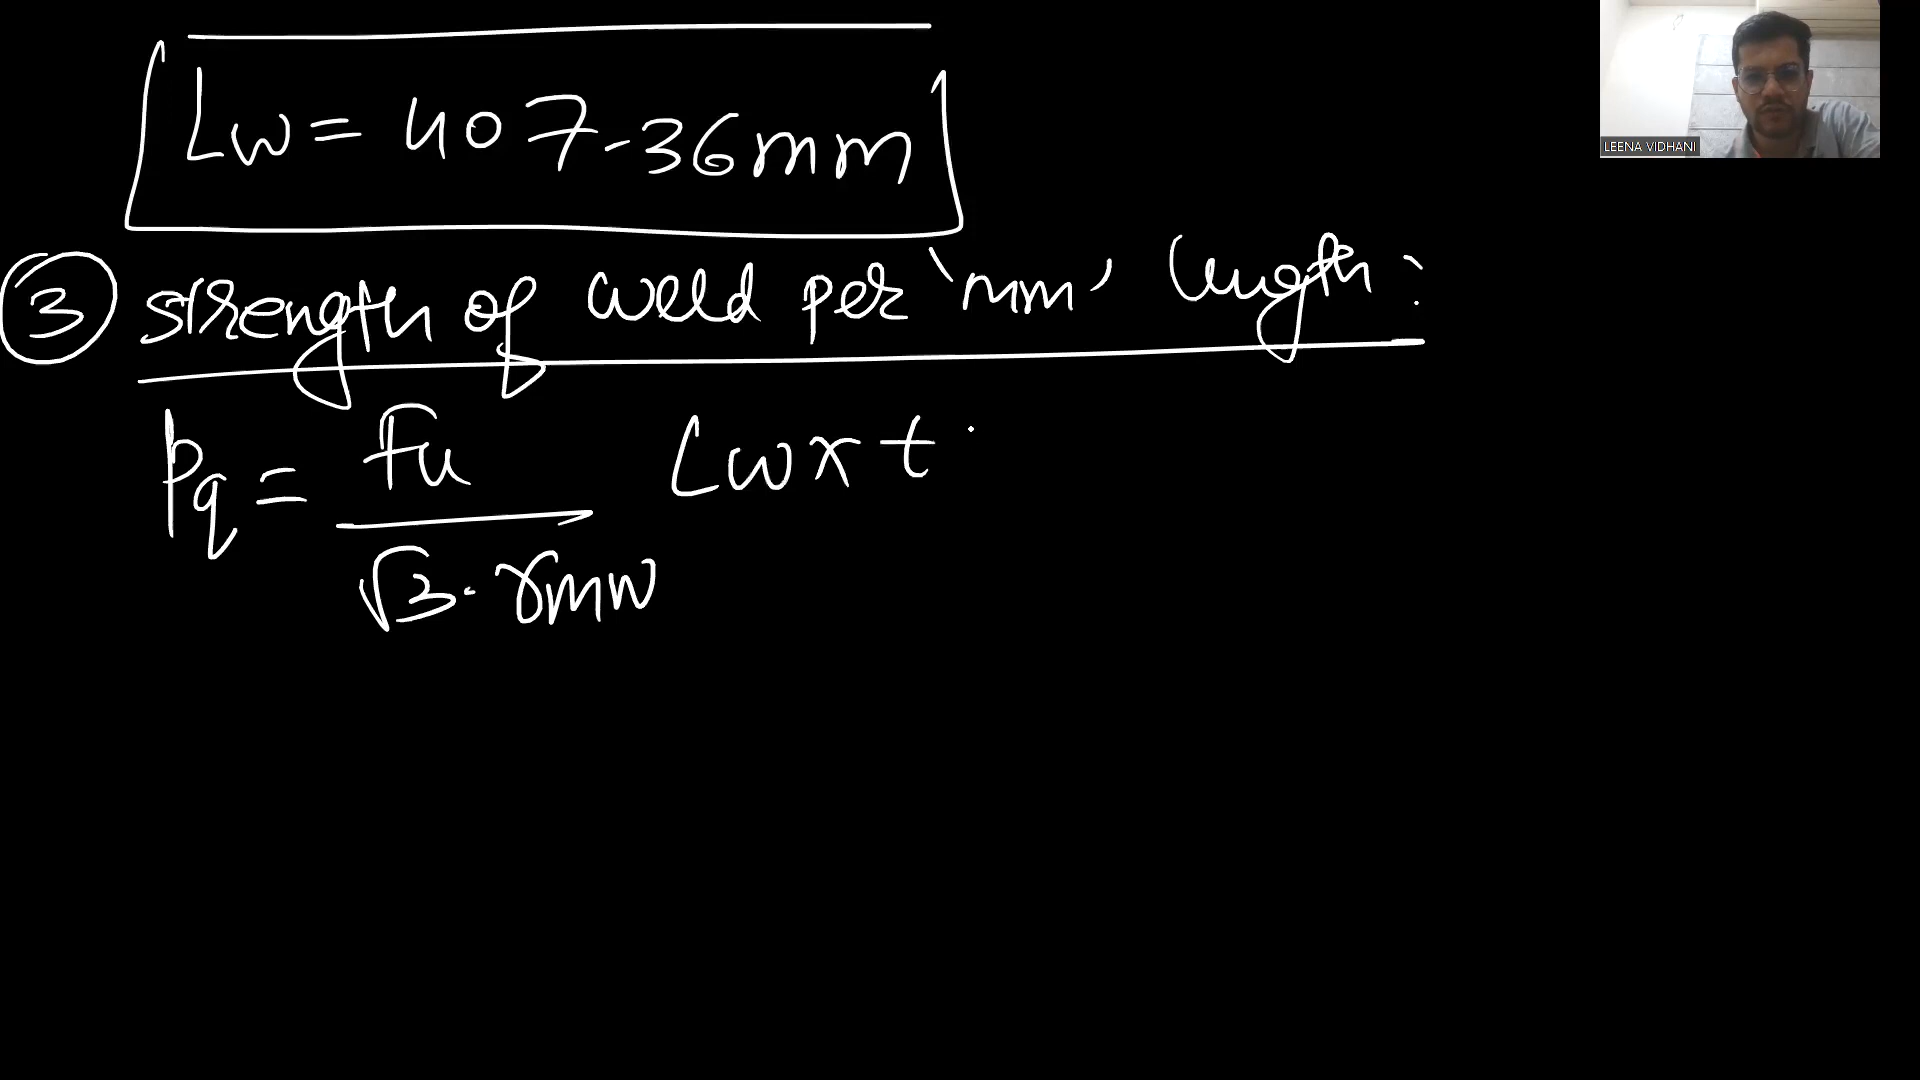 Lw = 407.36mm
LEENA VIDHANI
③ strength of weld per 'mm' length:
Pq = Fu / √3. γmw Lw x t